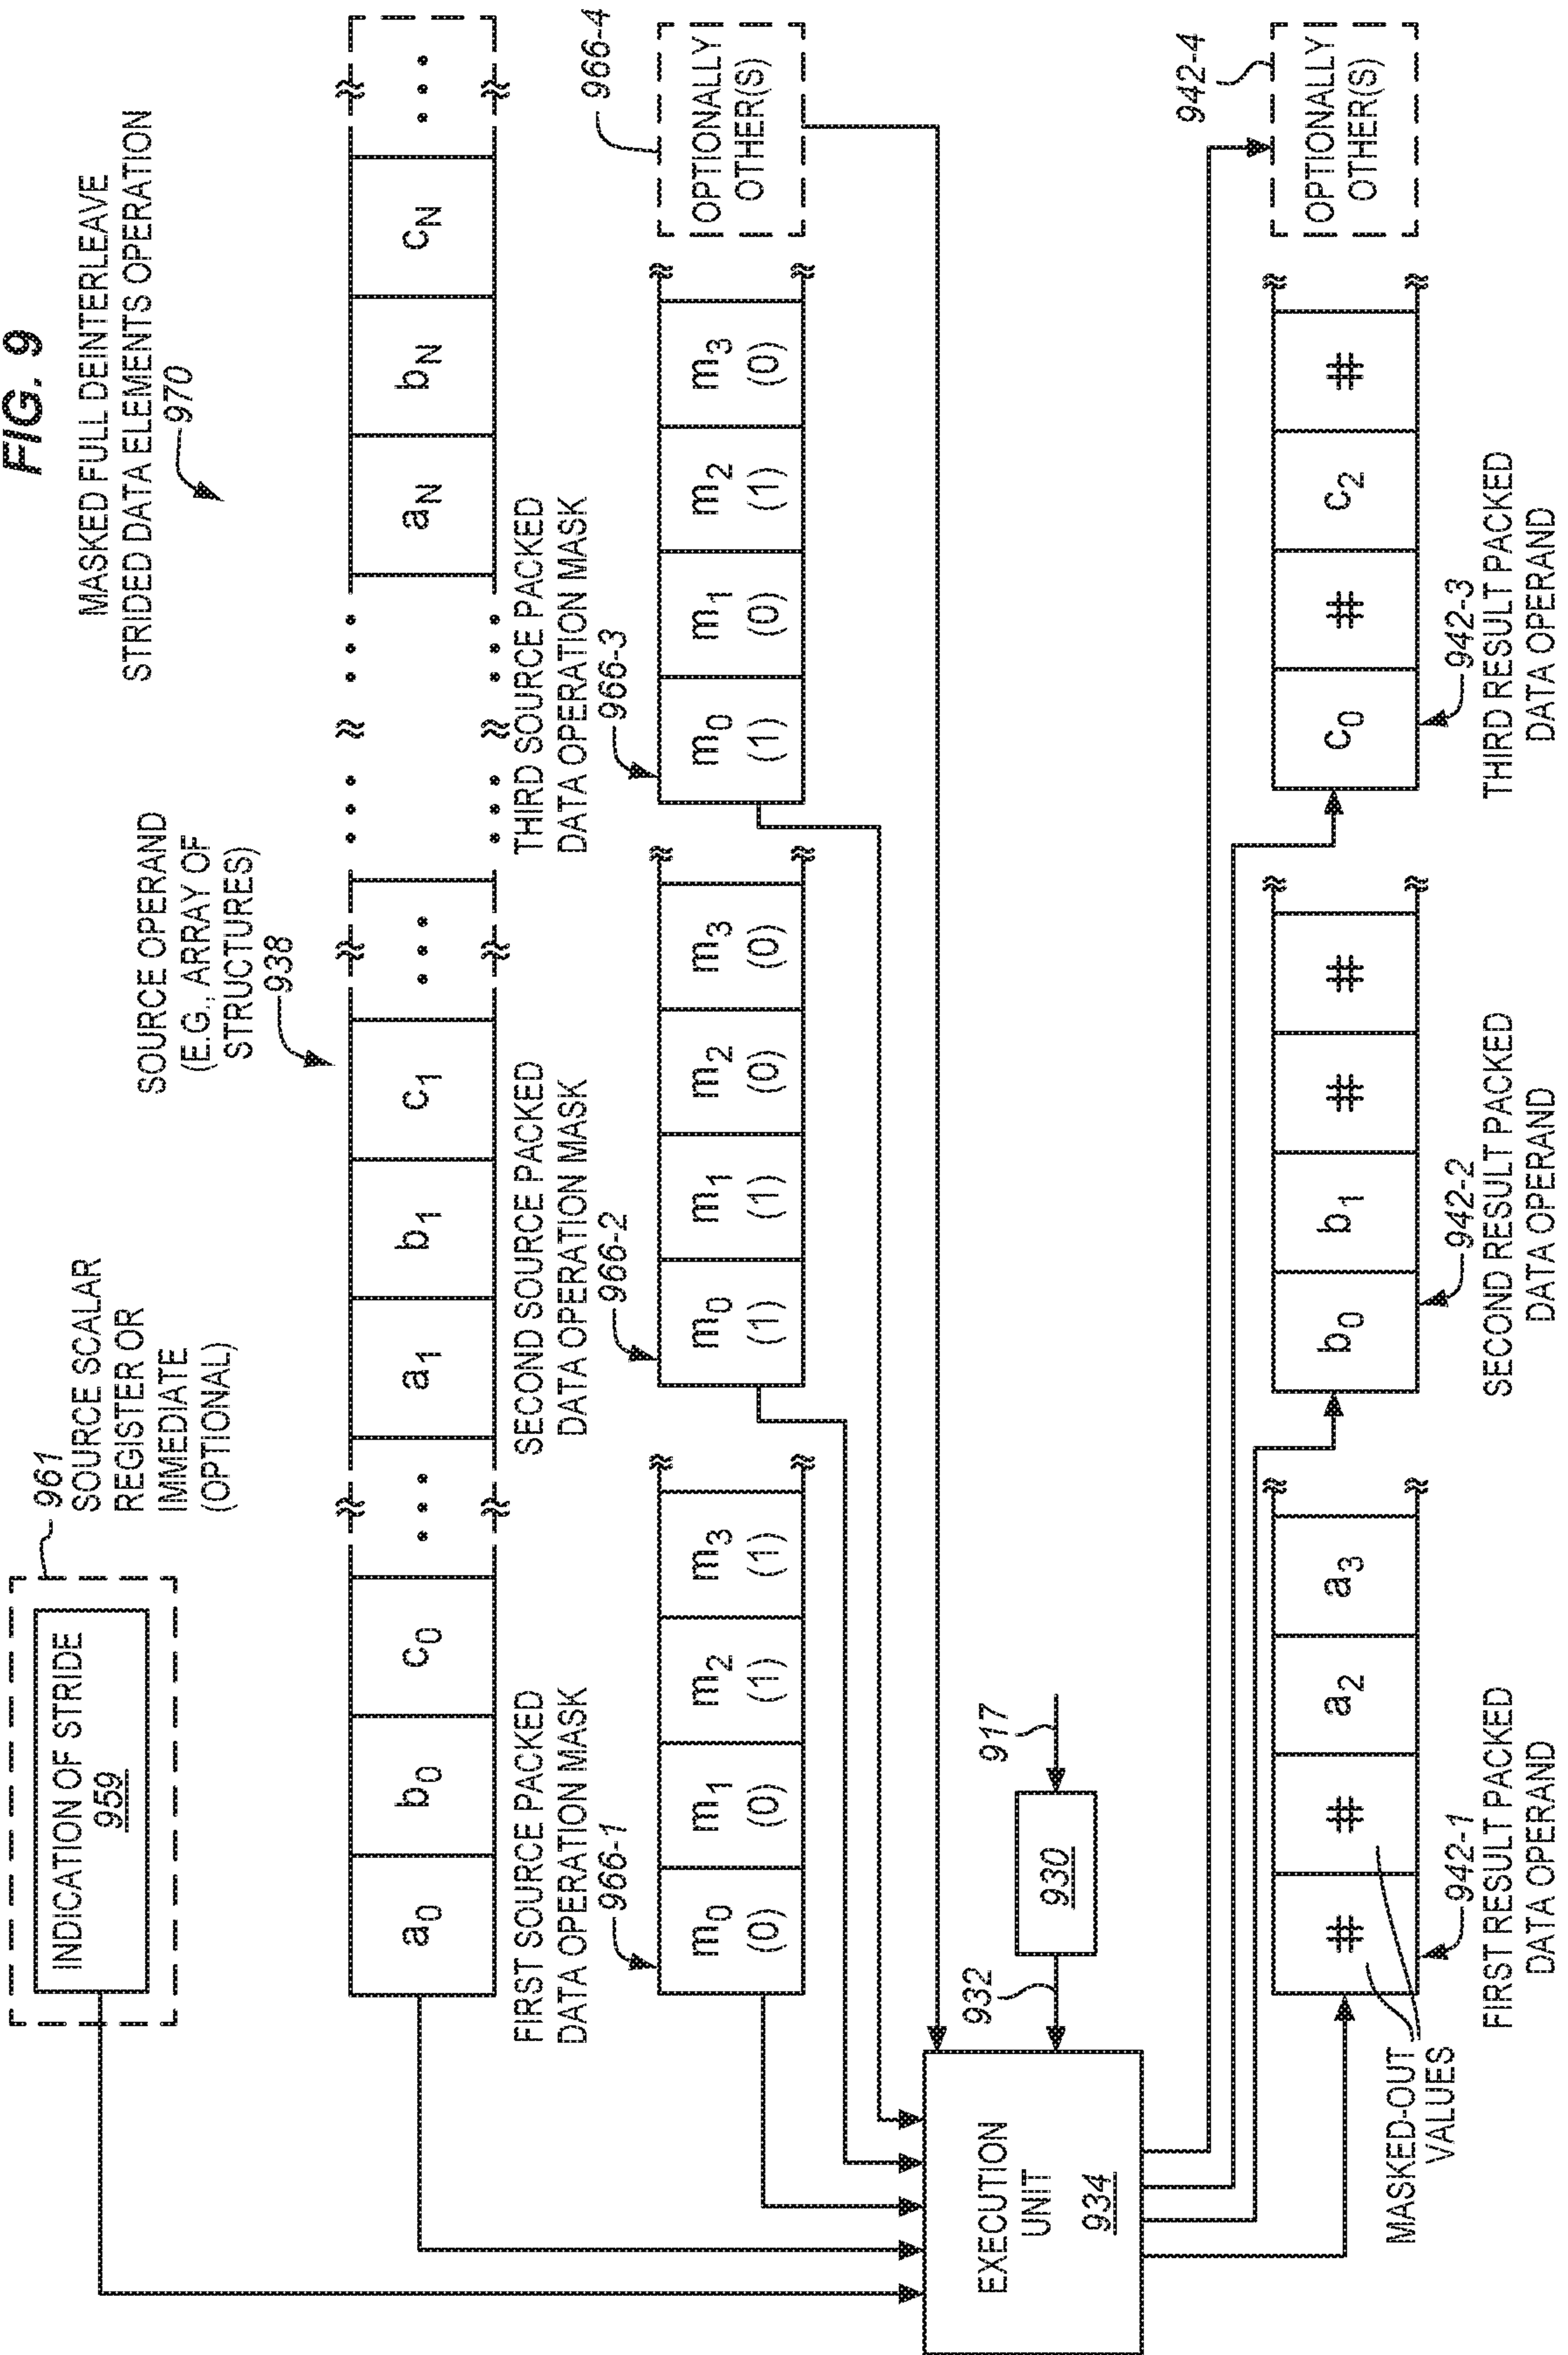 FIG. 9
MASKED FULL DEINTERLEAVE
STRIDED DATA ELEMENTS OPERATION
970
961
SOURCE SCALAR
REGISTER OR
IMMEDIATE
(OPTIONAL)
INDICATION OF STRIDE
959
SOURCE OPERAND
(E.G., ARRAY OF
STRUCTURES)
938
a0 b0 c0 ... a1 b1 c1 ... ... ... aN bN cN ...
FIRST SOURCE PACKED
DATA OPERATION MASK
966-1
m0 m1 m2 m3
(0) (0) (1) (1)
SECOND SOURCE PACKED
DATA OPERATION MASK
966-2
m0 m1 m2 m3
(1) (1) (0) (0)
THIRD SOURCE PACKED
DATA OPERATION MASK
966-3
m0 m1 m2 m3
(1) (0) (1) (0)
966-4
OPTIONALLY
OTHER(S)
EXECUTION
UNIT
934
932
930
917
# # a2 a3
MASKED-OUT
VALUES
942-1
FIRST RESULT PACKED
DATA OPERAND
b0 b1 # #
942-2
SECOND RESULT PACKED
DATA OPERAND
c0 # c2 #
942-3
THIRD RESULT PACKED
DATA OPERAND
942-4
OPTIONALLY
OTHER(S)